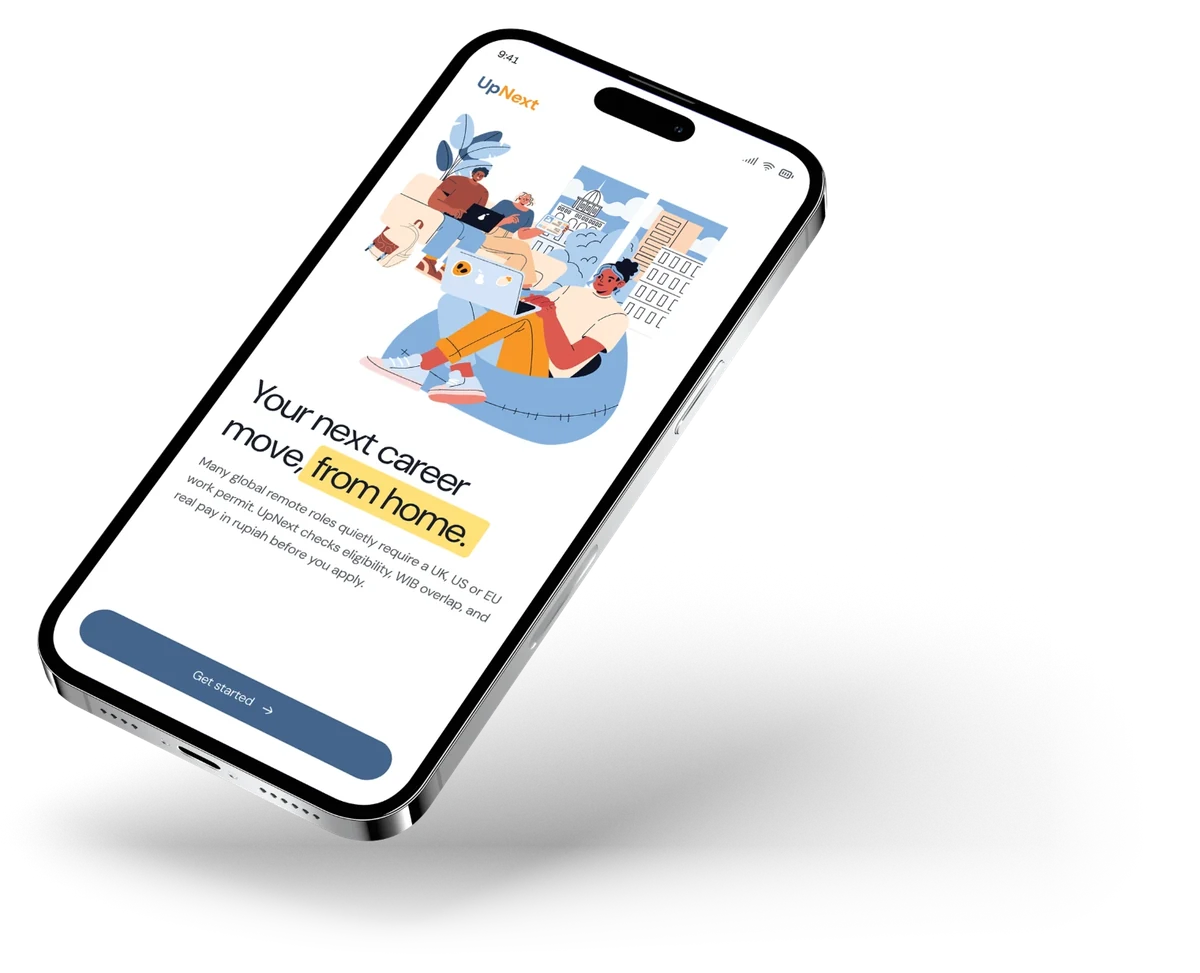 9:41
UpNext
Your next career
move, from home.
Many global remote roles quietly require a UK, US or EU
work permit. UpNext checks eligibility, WIB overlap, and
real pay in rupiah before you apply.
Get started →